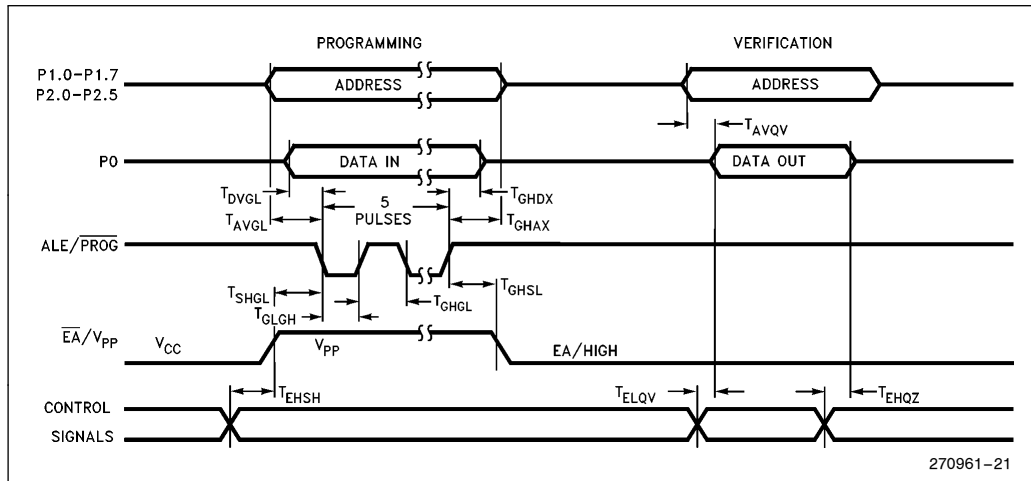 PROGRAMMING VERIFICATION
P1.0–P1.7
P2.0–P2.5
ADDRESS ADDRESS
TAVQV
P0 DATA IN DATA OUT
TDVGL 5 TGHDX
TAVGL PULSES TGHAX
ALE/PROG
TSHGL TGHGL TGHSL
TGLGH
EA/VPP VCC VPP EA/HIGH
TEHSH TELQV TEHQZ
CONTROL
SIGNALS
270961–21